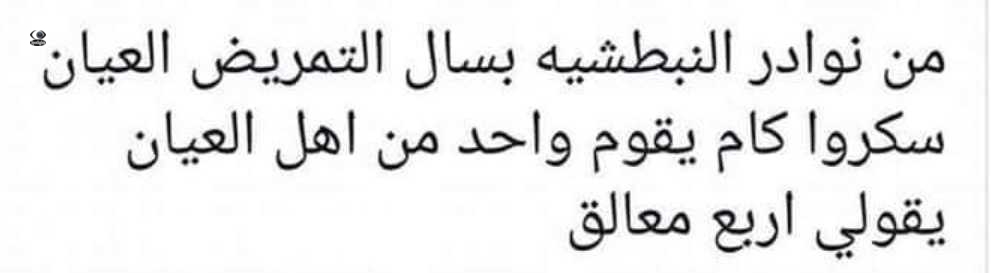 من نوادر النبطشيه بسال التمريض العيان
سكروا كام يقوم واحد من اهل العيان
يقولي اربع معالق